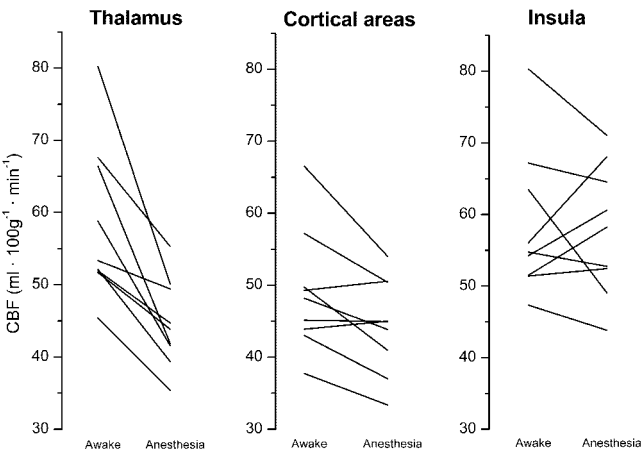 Thalamus
Cortical areas
Insula
CBF (ml · 100g⁻¹ · min⁻¹)
80
70
60
50
40
30
80
70
60
50
40
30
80
70
60
50
40
30
Awake
Anesthesia
Awake
Anesthesia
Awake
Anesthesia